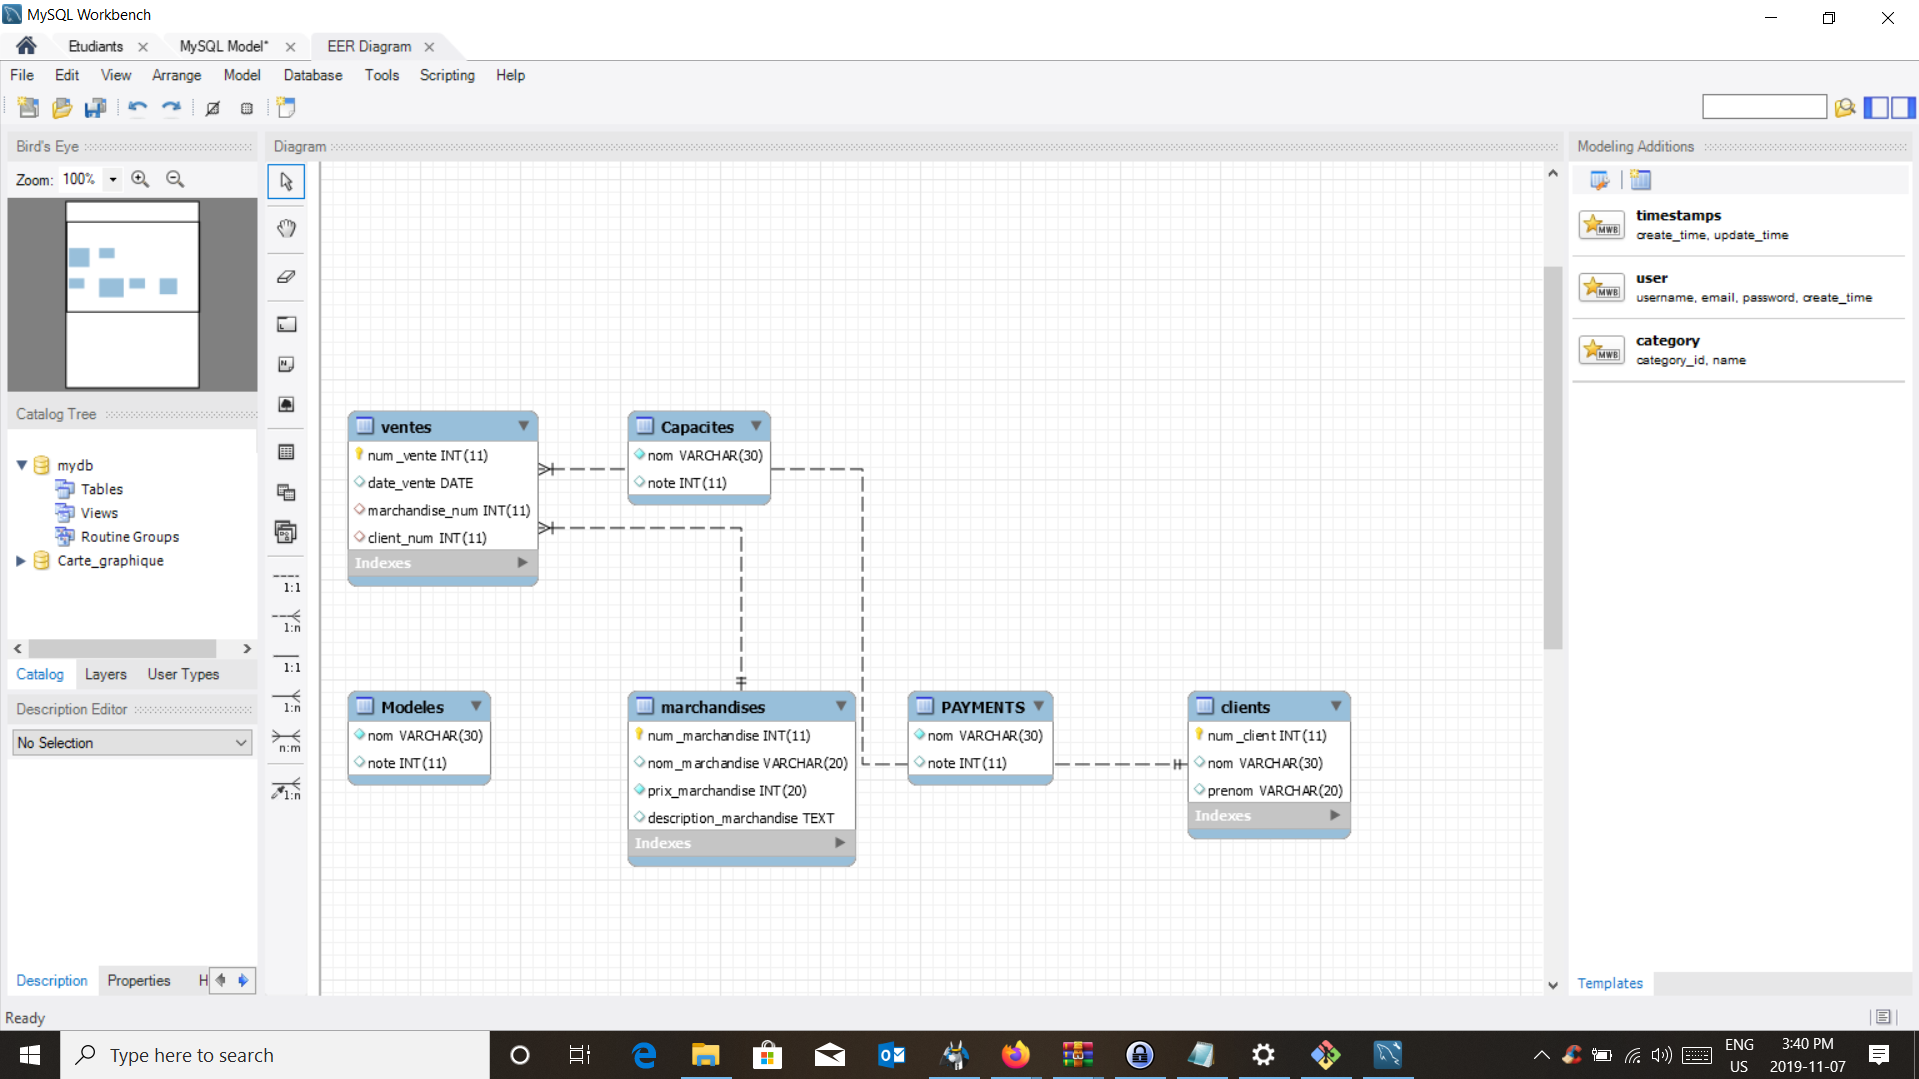 MySQL Workbench
Etudiants
MySQL Model*
EER Diagram
File Edit View Arrange Model Database Tools Scripting Help
Bird's Eye
Zoom: 100%
Catalog Tree
mydb
Tables
Views
Routine Groups
Carte_graphique
Catalog Layers User Types
Description Editor
No Selection
Description Properties H
Ready
Diagram
1:1
1:n
1:1
1:n
n:m
1:n
ventes
num _vente INT(11)
date_vente DATE
marchandise_num INT(11)
client_num INT(11)
Indexes
Capacites
nom VARCHAR(30)
note INT(11)
Modeles
nom VARCHAR(30)
note INT(11)
marchandises
num _marchandise INT(11)
nom_marchandise VARCHAR(20)
prix_marchandise INT(20)
description_marchandise TEXT
Indexes
PAYMENTS
nom VARCHAR(30)
note INT(11)
clients
num _client INT(11)
nom VARCHAR(30)
prenom VARCHAR(20)
Indexes
Modeling Additions
MWB
timestamps
create_time, update_time
MWB
user
username, email, password, create_time
MWB
category
category_id, name
Templates
Type here to search
ENG
US
3:40 PM
2019-11-07